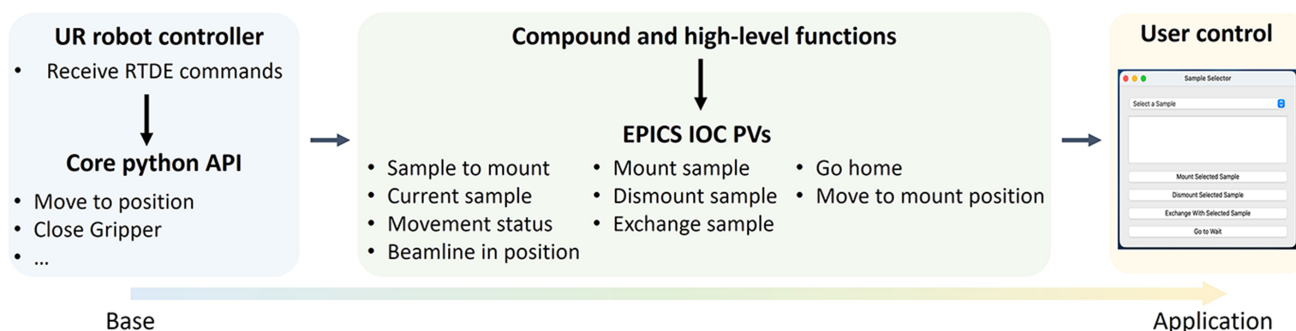 UR robot controller
• Receive RTDE commands
Core python API
• Move to position
• Close Gripper
• ...
Compound and high-level functions
EPICS IOC PVs
• Sample to mount
• Current sample
• Movement status
• Beamline in position
• Mount sample
• Dismount sample
• Exchange sample
• Go home
• Move to mount position
User control
Sample Selector
Select a Sample
Mount Selected Sample
Dismount Selected Sample
Exchange With Selected Sample
Go to Wait
Base
Application